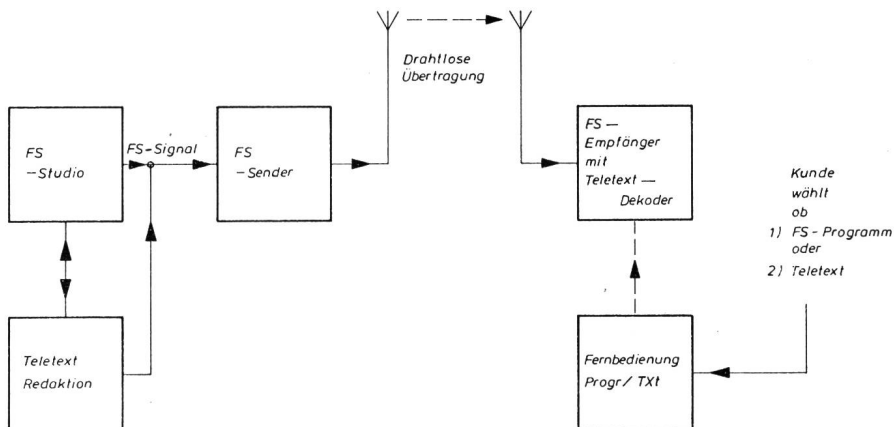 Drahtlose
Übertragung
FS
-Studio
FS-Signal
FS
-Sender
FS —
Empfänger
mit
Teletext —
Dekoder
Kunde
wählt
ob
1) FS - Programm
oder
2) Teletext
Teletext
Redaktion
Fernbedienung
Progr/ TXt